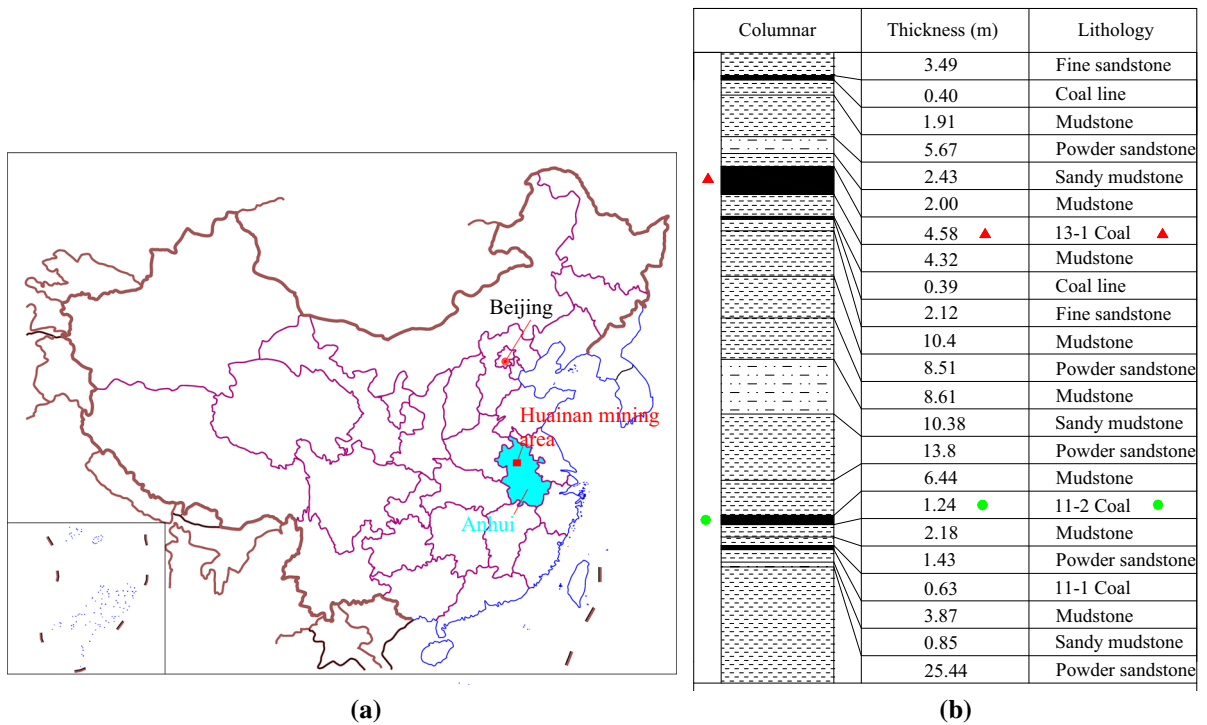 Beijing
Huainan mining
area
Anhui
(a)
Columnar Thickness (m) Lithology
3.49 Fine sandstone
0.40 Coal line
1.91 Mudstone
5.67 Powder sandstone
2.43 Sandy mudstone
2.00 Mudstone
4.58 13-1 Coal
4.32 Mudstone
0.39 Coal line
2.12 Fine sandstone
10.4 Mudstone
8.51 Powder sandstone
8.61 Mudstone
10.38 Sandy mudstone
13.8 Powder sandstone
6.44 Mudstone
1.24 11-2 Coal
2.18 Mudstone
1.43 Powder sandstone
0.63 11-1 Coal
3.87 Mudstone
0.85 Sandy mudstone
25.44 Powder sandstone
(b)